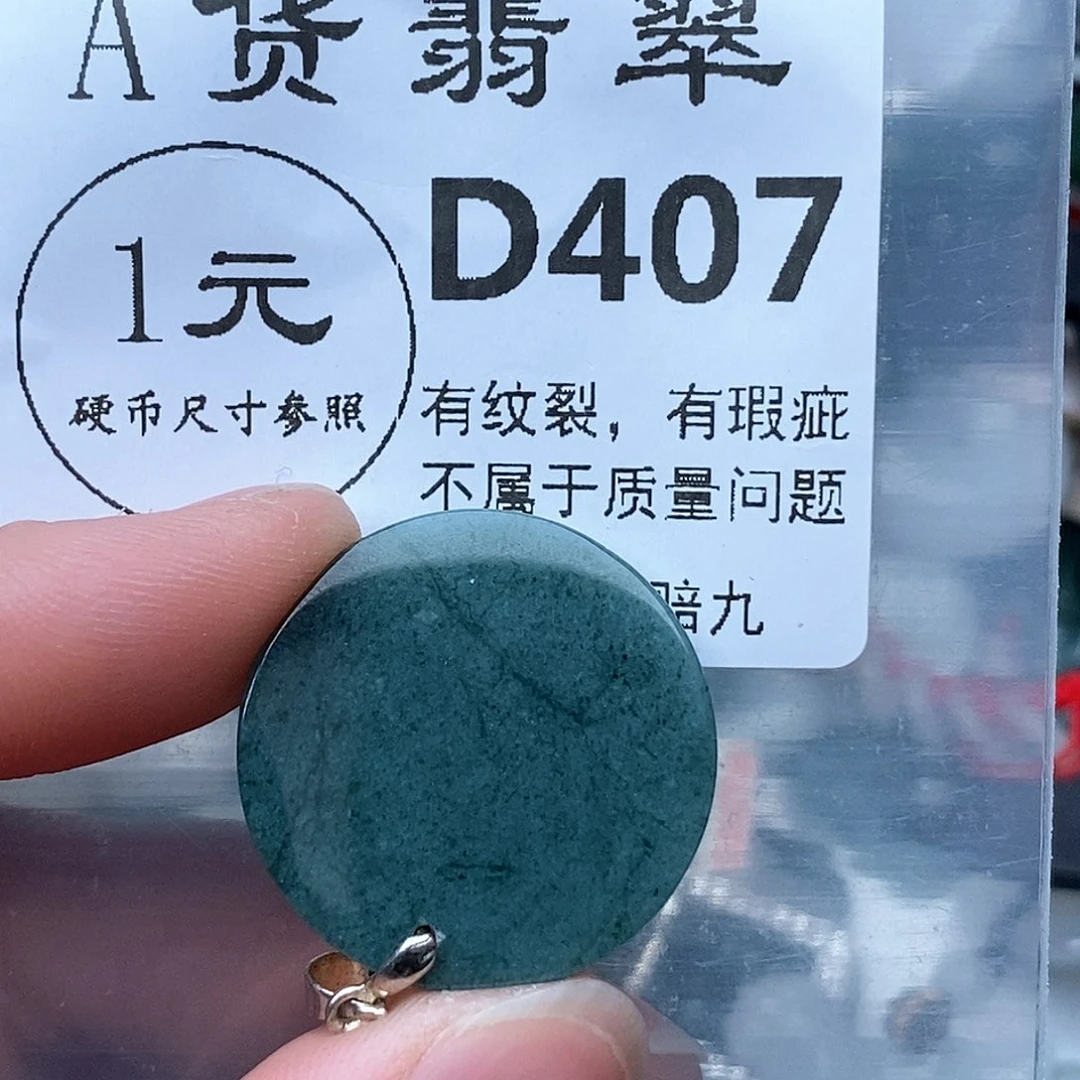 A货翡翠
D407
1元
硬币尺寸参照
有纹裂，有瑕疵
不属于质量问题
赔九